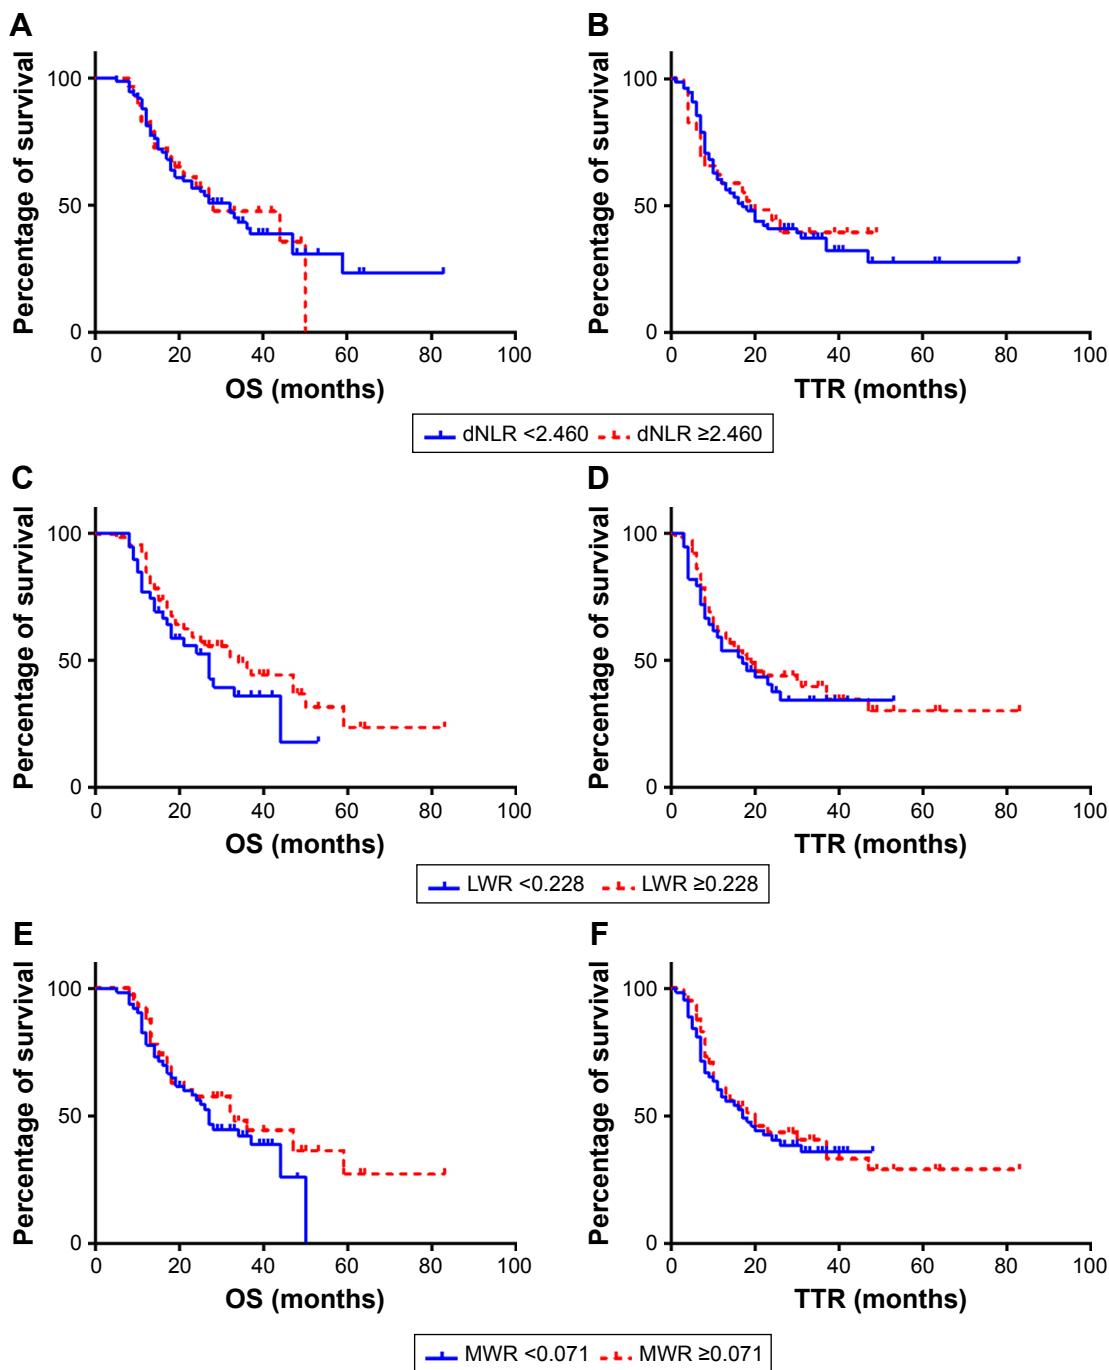 A
B
Percentage of survival
100
50
0
0 20 40 60 80 100
OS (months)
Percentage of survival
100
50
0
0 20 40 60 80 100
TTR (months)
dNLR <2.460 dNLR ≥2.460
C
D
Percentage of survival
100
50
0
0 20 40 60 80 100
OS (months)
Percentage of survival
100
50
0
0 20 40 60 80 100
TTR (months)
LWR <0.228 LWR ≥0.228
E
F
Percentage of survival
100
50
0
0 20 40 60 80 100
OS (months)
Percentage of survival
100
50
0
0 20 40 60 80 100
TTR (months)
MWR <0.071 MWR ≥0.071